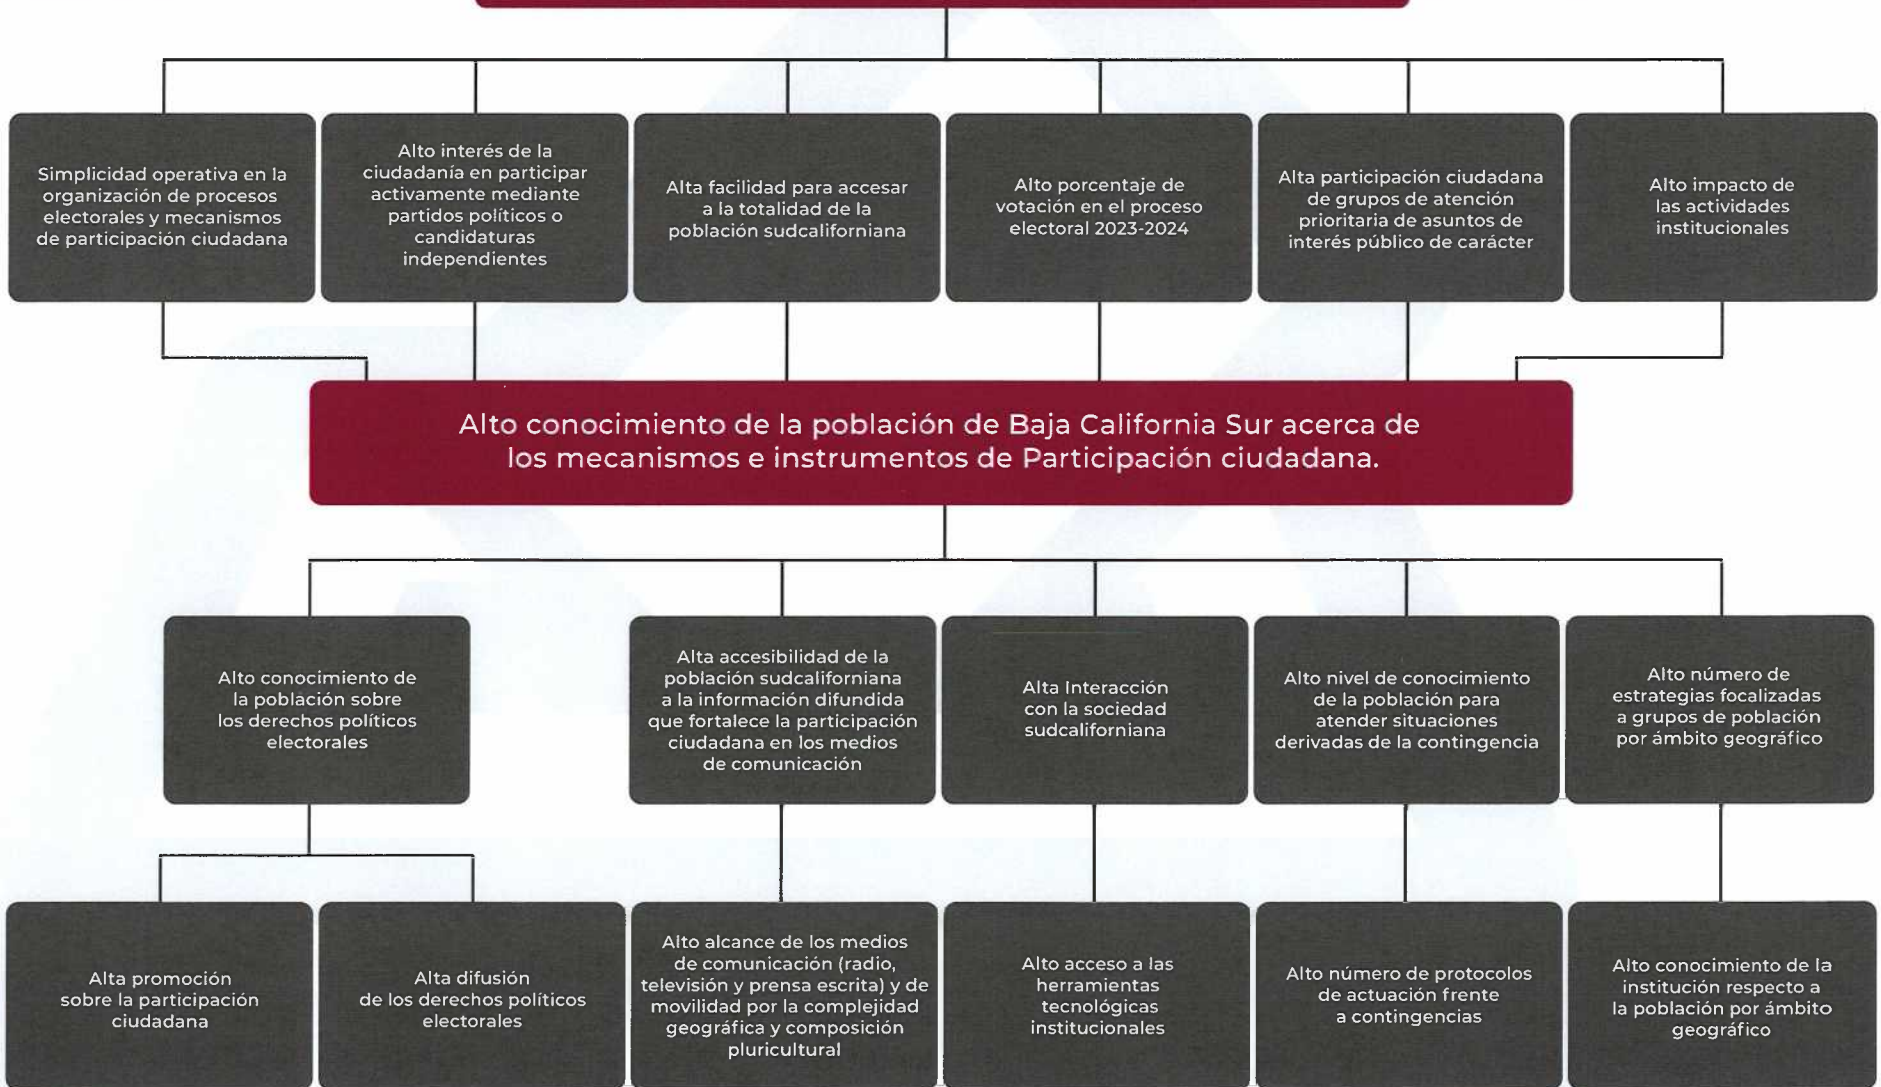 Simplicidad operativa en la
organización de procesos
electorales y mecanismos
de participación ciudadana
Alto interés de la
ciudadanía en participar
activamente mediante
partidos políticos o
candidaturas
independientes
Alta facilidad para accesar
a la totalidad de la
población sudcaliforniana
Alto porcentaje de
votación en el proceso
electoral 2023-2024
Alta participación ciudadana
de grupos de atención
prioritaria de asuntos de
interés público de carácter
Alto impacto de
las actividades
institucionales
Alto conocimiento de la población de Baja California Sur acerca de
los mecanismos e instrumentos de Participación ciudadana.
Alto conocimiento de
la población sobre
los derechos políticos
electorales
Alta accesibilidad de la
población sudcaliforniana
a la información difundida
que fortalece la participación
ciudadana en los medios
de comunicación
Alta Interacción
con la sociedad
sudcaliforniana
Alto nivel de conocimiento
de la población para
atender situaciones
derivadas de la contingencia
Alto número de
estrategias focalizadas
a grupos de población
por ámbito geográfico
Alta promoción
sobre la participación
ciudadana
Alta difusión
de los derechos políticos
electorales
Alto alcance de los medios
de comunicación (radio,
televisión y prensa escrita) y de
movilidad por la complejidad
geográfica y composición
pluricultural
Alto acceso a las
herramientas
tecnológicas
institucionales
Alto número de protocolos
de actuación frente
a contingencias
Alto conocimiento de la
institución respecto a
la población por ámbito
geográfico